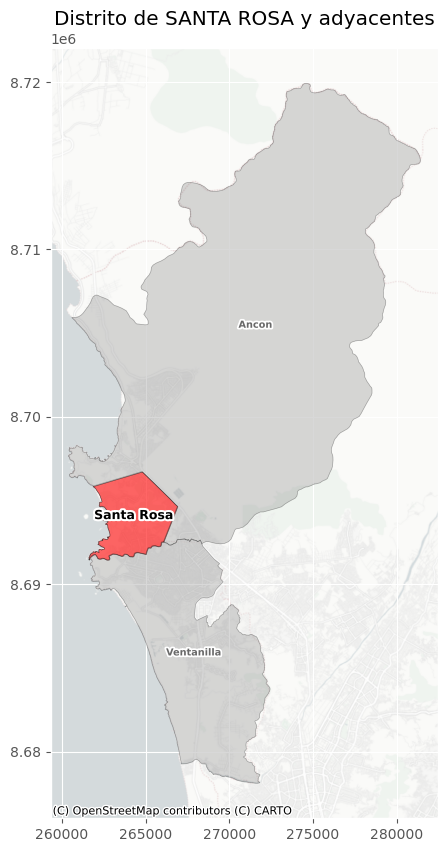 Distrito de SANTA ROSA y adyacentes
1e6
8.72
8.71
Ancon
8.70
Santa Rosa
8.69
Ventanilla
8.68
(C) OpenStreetMap contributors (C) CARTO
260000 265000 270000 275000 280000